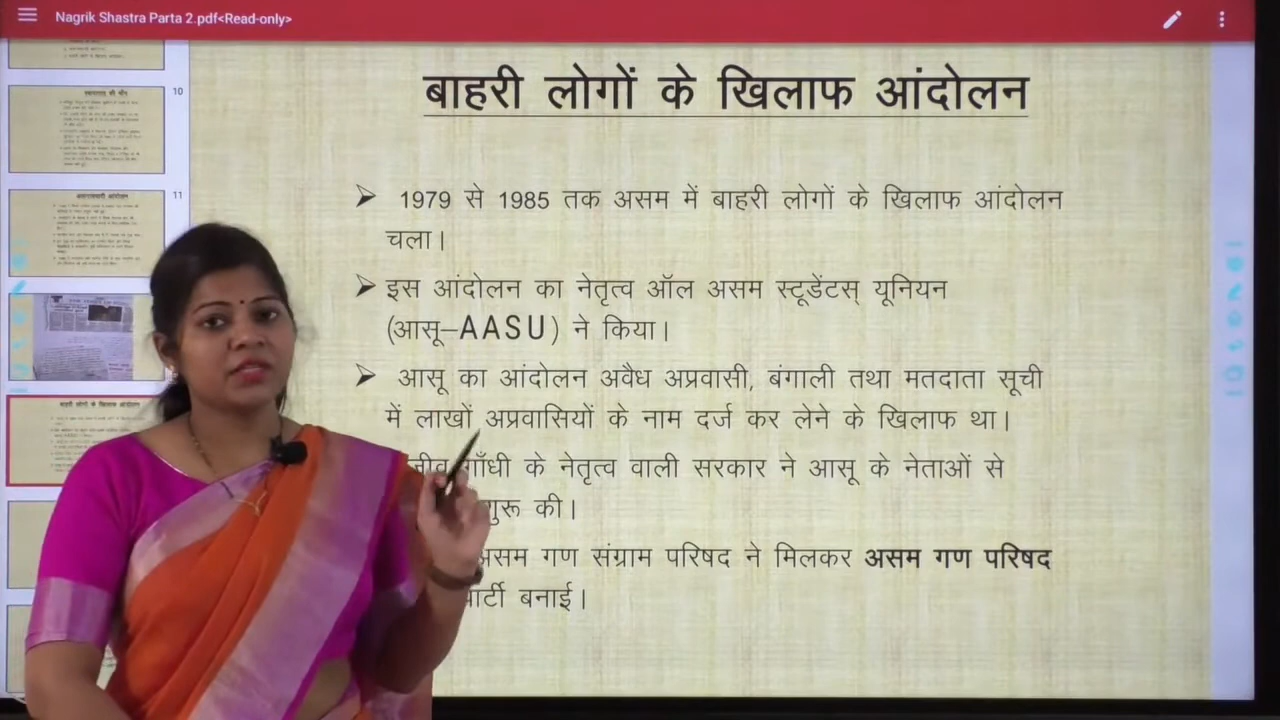 Nagrik Shastra Parta 2.pdf<Read-only>
10
11
बाहरी लोगों के खिलाफ आंदोलन
➢ 1979 से 1985 तक असम में बाहरी लोगों के खिलाफ आंदोलन
चला।
➢ इस आंदोलन का नेतृत्व ऑल असम स्टूडेंटस् यूनियन
(आसू–AASU) ने किया।
➢ आसू का आंदोलन अवैध अप्रवासी, बंगाली तथा मतदाता सूची
में लाखों अप्रवासियों के नाम दर्ज कर लेने के खिलाफ था।
गाँधी के नेतृत्व वाली सरकार ने आसू के नेताओं से
की।
असम गण संग्राम परिषद ने मिलकर असम गण परिषद
बनाई।